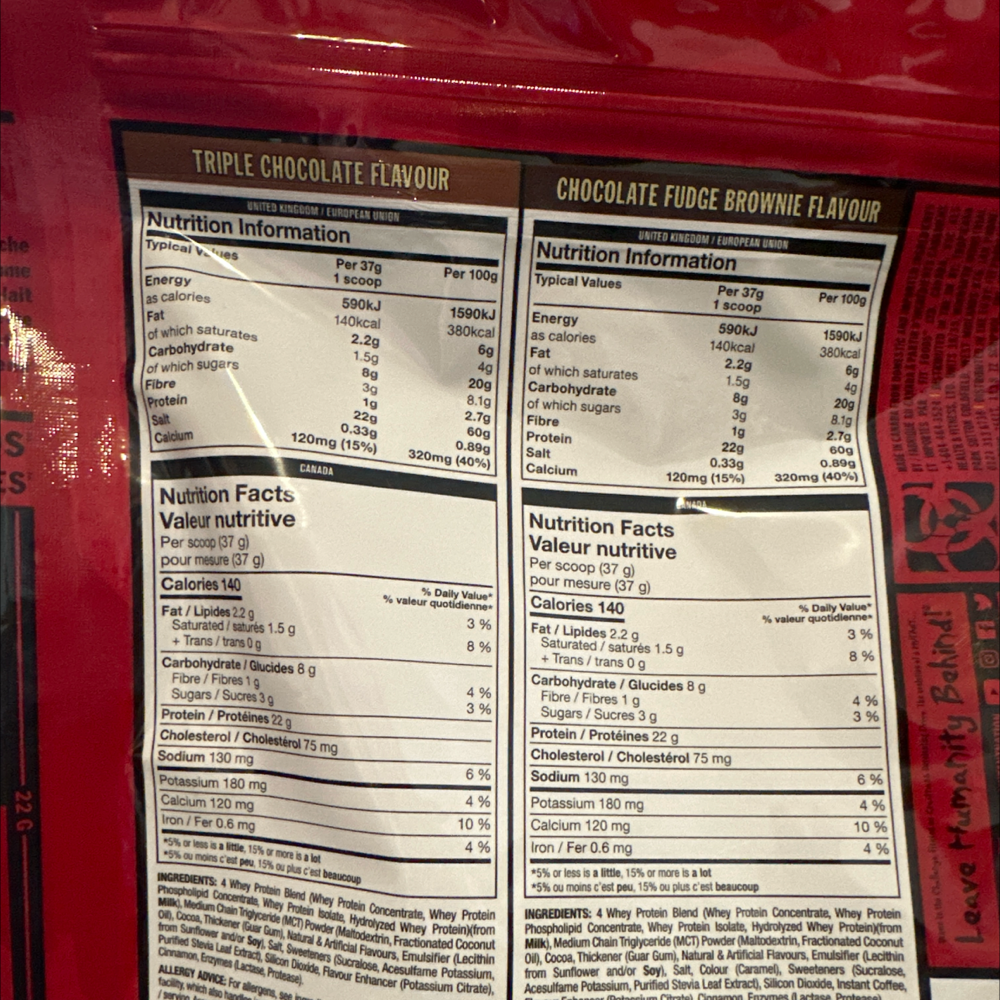 TRIPLE CHOCOLATE FLAVOUR
UNITED KINGDOM / EUROPEAN UNION
Nutrition Information
Typical Values
Per 37g
1 scoop
Per 100g
Energy 590kJ 1590kJ
as calories 140kcal 380kcal
Fat 2.2g 6g
of which saturates 1.5g 4g
Carbohydrate 8g 20g
of which sugars 3g 8.1g
Fibre 1g 2.7g
Protein 22g 60g
Salt 0.33g 0.89g
Calcium 120mg (15%) 320mg (40%)
CANADA
Nutrition Facts
Valeur nutritive
Per scoop (37 g)
pour mesure (37 g)
Calories 140
% Daily Value*
% valeur quotidienne*
Fat / Lipides 2.2 g 3 %
Saturated / saturés 1.5 g
+ Trans / trans 0 g 8 %
Carbohydrate / Glucides 8 g
Fibre / Fibres 1 g 4 %
Sugars / Sucres 3 g 3 %
Protein / Protéines 22 g
Cholesterol / Cholestérol 75 mg
Sodium 130 mg 6 %
Potassium 180 mg 4 %
Calcium 120 mg 10 %
Iron / Fer 0.6 mg 4 %
*5% or less is a little, 15% or more is a lot
*5% ou moins c'est peu, 15% ou plus c'est beaucoup
INGREDIENTS: 4 Whey Protein Blend (Whey Protein Concentrate, Whey Protein
Phospholipid Concentrate, Whey Protein Isolate, Hydrolyzed Whey Protein)(from
Milk), Medium Chain Triglyceride (MCT) Powder (Maltodextrin, Fractionated Coconut
Oil), Cocoa, Thickener (Guar Gum), Natural & Artificial Flavours, Emulsifier (Lecithin
from Sunflower and/or Soy), Salt, Sweeteners (Sucralose, Acesulfame Potassium,
Purified Stevia Leaf Extract), Silicon Dioxide, Flavour Enhancer (Potassium Citrate),
Cinnamon, Enzymes (Lactase, Protease).
ALLERGY ADVICE: For allergens, see
facility, which also handles
CHOCOLATE FUDGE BROWNIE FLAVOUR
UNITED KINGDOM / EUROPEAN UNION
Nutrition Information
Typical Values
Per 37g
1 scoop
Per 100g
Energy 590kJ 1590kJ
as calories 140kcal 380kcal
Fat 2.2g 6g
of which saturates 1.5g 4g
Carbohydrate 8g 20g
of which sugars 3g 8.1g
Fibre 1g 2.7g
Protein 22g 60g
Salt 0.33g 0.89g
Calcium 120mg (15%) 320mg (40%)
CANADA
Nutrition Facts
Valeur nutritive
Per scoop (37 g)
pour mesure (37 g)
Calories 140
% Daily Value*
% valeur quotidienne*
Fat / Lipides 2.2 g 3 %
Saturated / saturés 1.5 g
+ Trans / trans 0 g 8 %
Carbohydrate / Glucides 8 g
Fibre / Fibres 1 g 4 %
Sugars / Sucres 3 g 3 %
Protein / Protéines 22 g
Cholesterol / Cholestérol 75 mg
Sodium 130 mg 6 %
Potassium 180 mg 4 %
Calcium 120 mg 10 %
Iron / Fer 0.6 mg 4 %
*5% or less is a little, 15% or more is a lot
*5% ou moins c'est peu, 15% ou plus c'est beaucoup
INGREDIENTS: 4 Whey Protein Blend (Whey Protein Concentrate, Whey Protein
Phospholipid Concentrate, Whey Protein Isolate, Hydrolyzed Whey Protein)(from
Milk), Medium Chain Triglyceride (MCT) Powder (Maltodextrin, Fractionated Coconut
Oil), Cocoa, Thickener (Guar Gum), Natural & Artificial Flavours, Emulsifier (Lecithin
from Sunflower and/or Soy), Salt, Colour (Caramel), Sweeteners (Sucralose,
Acesulfame Potassium, Purified Stevia Leaf Extract), Silicon Dioxide, Instant Coffee,
Flavour Enhancer (Potassium Citrate), Cinnamon, Enzymes (Lactase, Protease)
Leave Humanity Behind!
22 G